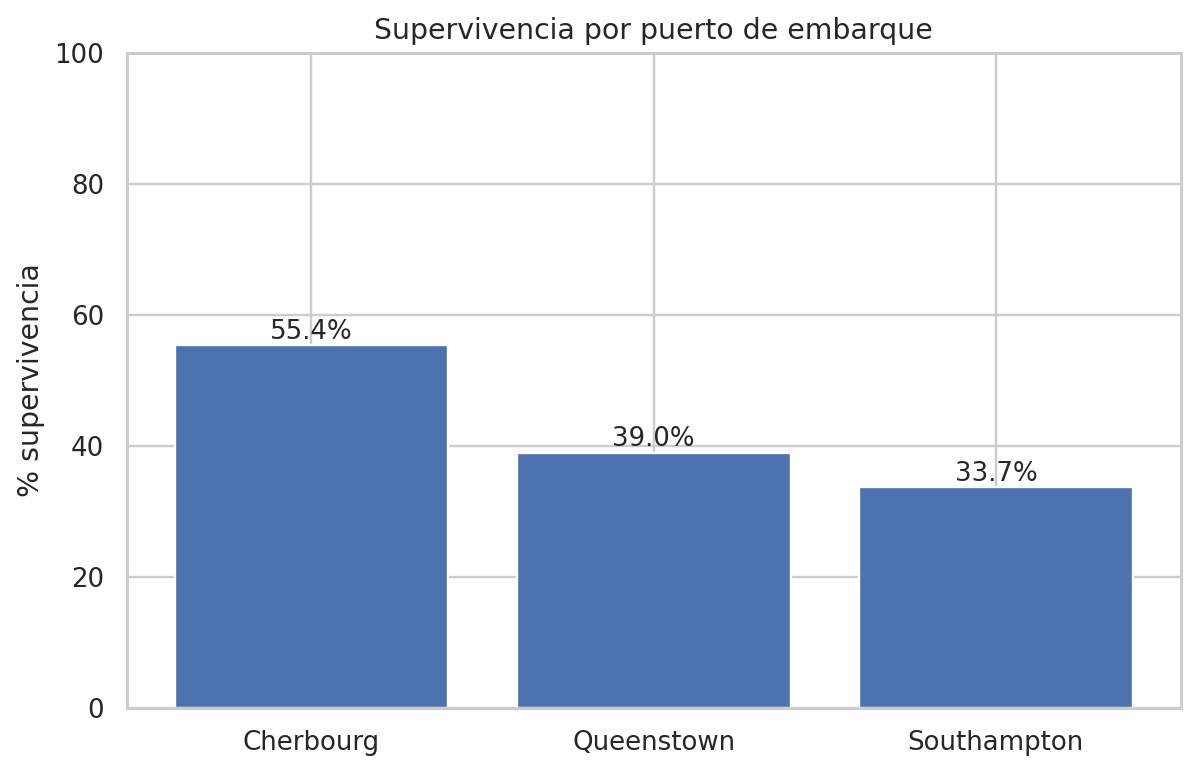 Supervivencia por puerto de embarque
% supervivencia
100
80
60
40
20
0
55.4%
39.0%
33.7%
Cherbourg
Queenstown
Southampton